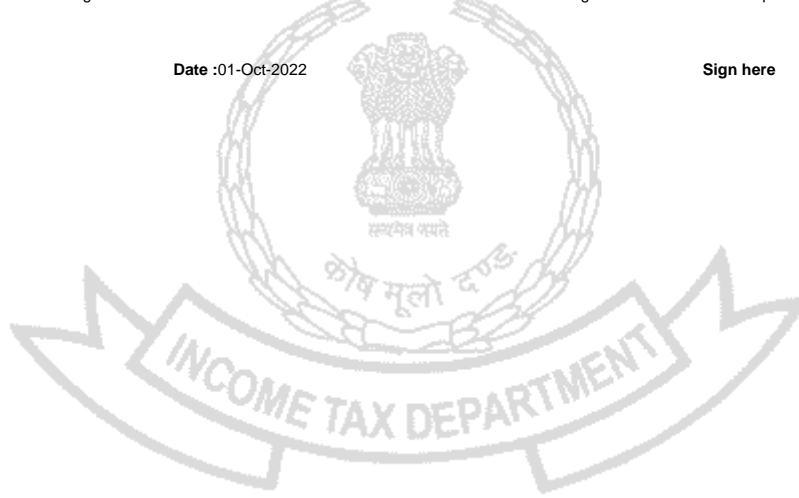 Date :01-Oct-2022 Sign here
सत्यमेव जयते
कोष मूलो दण्डः
INCOME TAX DEPARTMENT